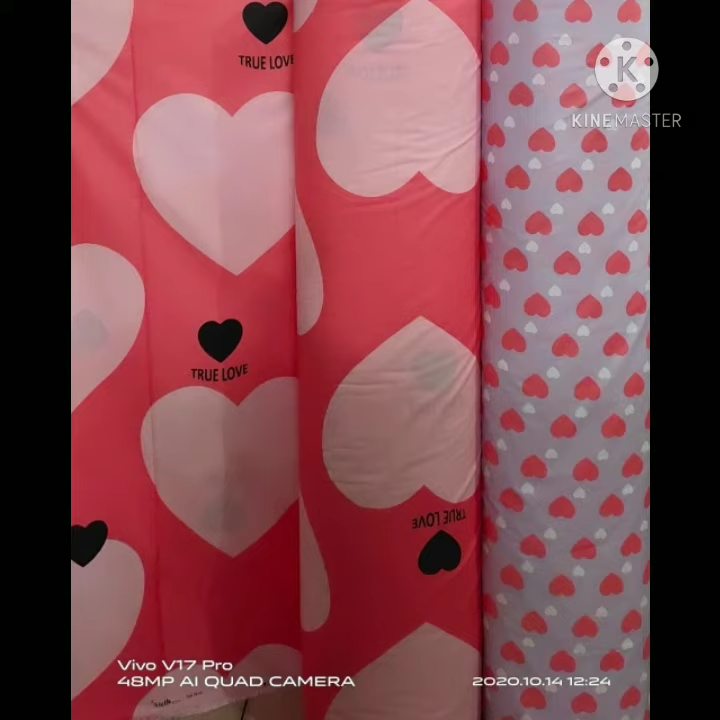 TRUE LOVE
K
KINEMASTER
TRUE LOVE
TRUE LOVE
Vivo V17 Pro
48MP AI QUAD CAMERA
2020.10.14 12:24